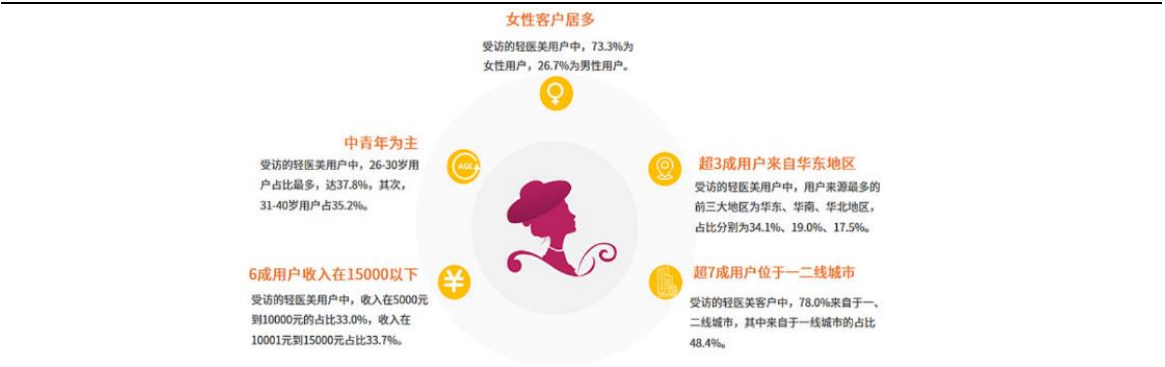 女性客户居多
受访的轻医美用户中，73.3%为
女性用户，26.7%为男性用户。
中青年为主
受访的轻医美用户中，26-30岁用
户占比最多，达37.8%，其次，
31-40岁用户占35.2%。
AGE
超3成用户来自华东地区
受访的轻医美用户中，用户来源最多的
前三大地区为华东、华南、华北地区，
占比分别为34.1%、19.0%、17.5%。
6成用户收入在15000以下
受访的轻医美用户中，收入在5000元
到10000元的占比33.0%，收入在
10001元到15000元占比33.7%。
¥
超7成用户位于一二线城市
受访的轻医美客户中，78.0%来自于一、
二线城市，其中来自于一线城市的占比
48.4%。